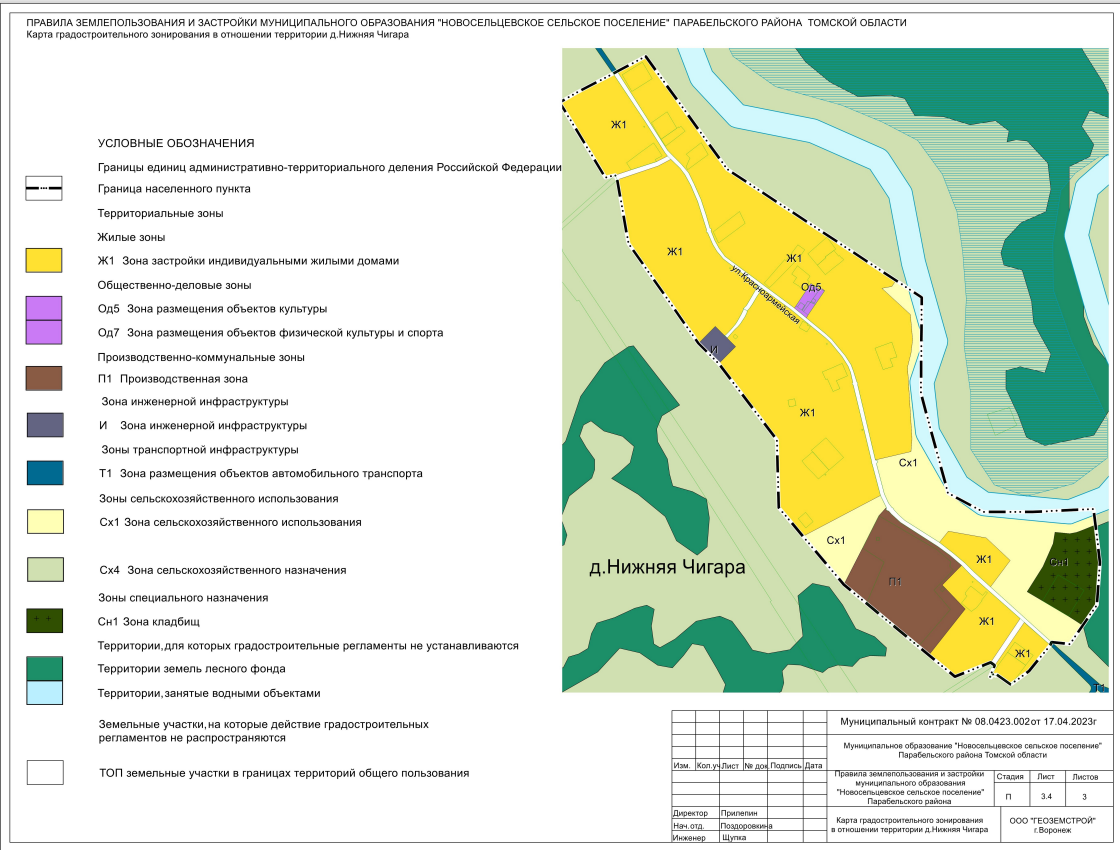 ПРАВИЛА ЗЕМЛЕПОЛЬЗОВАНИЯ И ЗАСТРОЙКИ МУНИЦИПАЛЬНОГО ОБРАЗОВАНИЯ "НОВОСЕЛЬЦЕВСКОЕ СЕЛЬСКОЕ ПОСЕЛЕНИЕ" ПАРАБЕЛЬСКОГО РАЙОНА ТОМСКОЙ ОБЛАСТИ
Карта градостроительного зонирования в отношении территории д.Нижняя Чигара
УСЛОВНЫЕ ОБОЗНАЧЕНИЯ
Границы единиц административно-территориального деления Российской Федерации
Граница населенного пункта
Территориальные зоны
Жилые зоны
Ж1 Зона застройки индивидуальными жилыми домами
Общественно-деловые зоны
Од5 Зона размещения объектов культуры
Од7 Зона размещения объектов физической культуры и спорта
Производственно-коммунальные зоны
П1 Производственная зона
Зона инженерной инфраструктуры
И Зона инженерной инфраструктуры
Зоны транспортной инфраструктуры
Т1 Зона размещения объектов автомобильного транспорта
Зоны сельскохозяйственного использования
Сх1 Зона сельскохозяйственного использования
Сх4 Зона сельскохозяйственного назначения
Зоны специального назначения
Сн1 Зона кладбищ
Территории,для которых градостроительные регламенты не устанавливаются
Территории земель лесного фонда
Территории,занятые водными объектами
Земельные участки,на которые действие градостроительных
регламентов не распространяются
ТОП земельные участки в границах территорий общего пользования
Ж1
Ж1
Ж1
Од5
ул.Красноармейская
И
Ж1
Сх1
Сх1
Ж1
Сн1
П1
Ж1
Ж1
Т1
д.Нижняя Чигара
Муниципальный контракт № 08.0423.002от 17.04.2023г
Муниципальное образование "Новосельцевское сельское поселение"
Парабельского района Томской области
Изм. Кол.уч Лист № док Подпись Дата
Правила землепользования и застройки
муниципального образования
"Новосельцевское сельское поселение"
Парабельского района
Стадия Лист Листов
П 3.4 3
Директор Прилепин
Нач.отд. Поздоровкина
Инженер Щупка
Карта градостроительного зонирования
в отношении территории д.Нижняя Чигара
ООО "ГЕОЗЕМСТРОЙ"
г.Воронеж